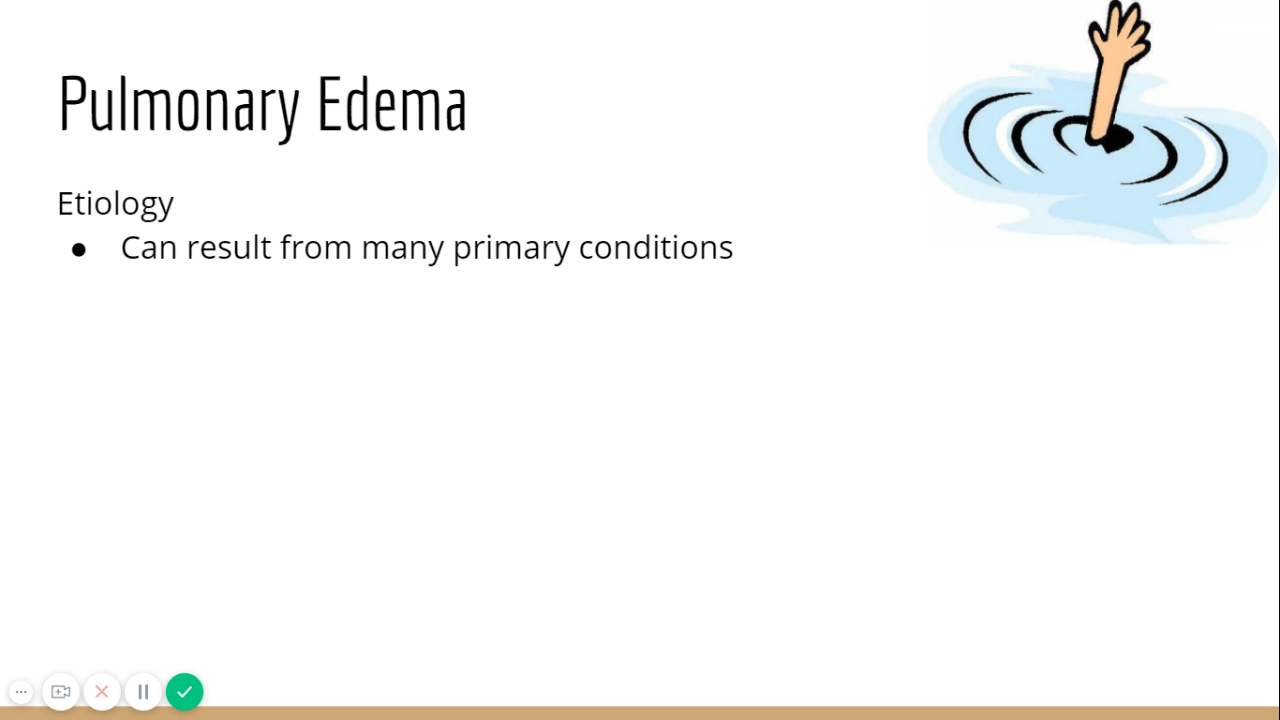 Pulmonary Edema
Etiology
● Can result from many primary conditions